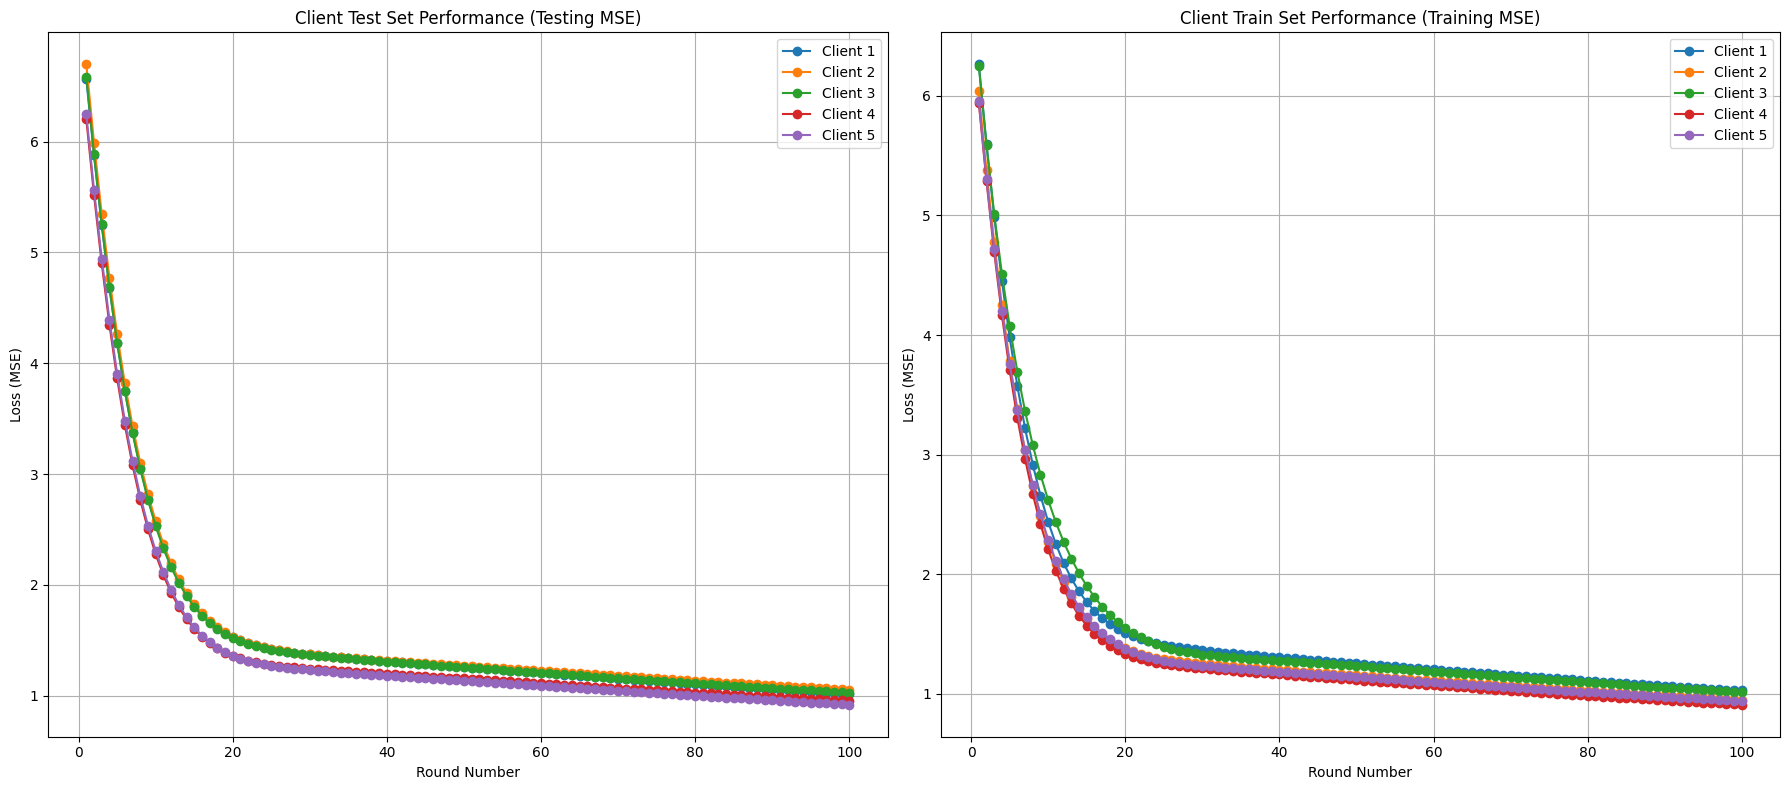 Client Test Set Performance (Testing MSE)
Loss (MSE)
6
5
4
3
2
1
0
20
40
60
80
100
Round Number
Client 1
Client 2
Client 3
Client 4
Client 5
Client Train Set Performance (Training MSE)
Loss (MSE)
6
5
4
3
2
1
0
20
40
60
80
100
Round Number
Client 1
Client 2
Client 3
Client 4
Client 5